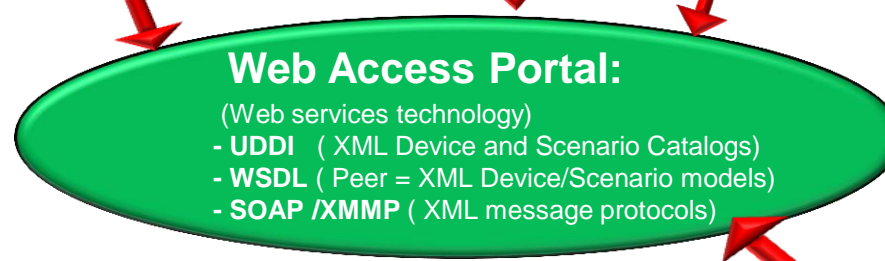 Web Access Portal:
(Web services technology)
- UDDI ( XML Device and Scenario Catalogs)
- WSDL ( Peer = XML Device/Scenario models)
- SOAP /XMMP ( XML message protocols)